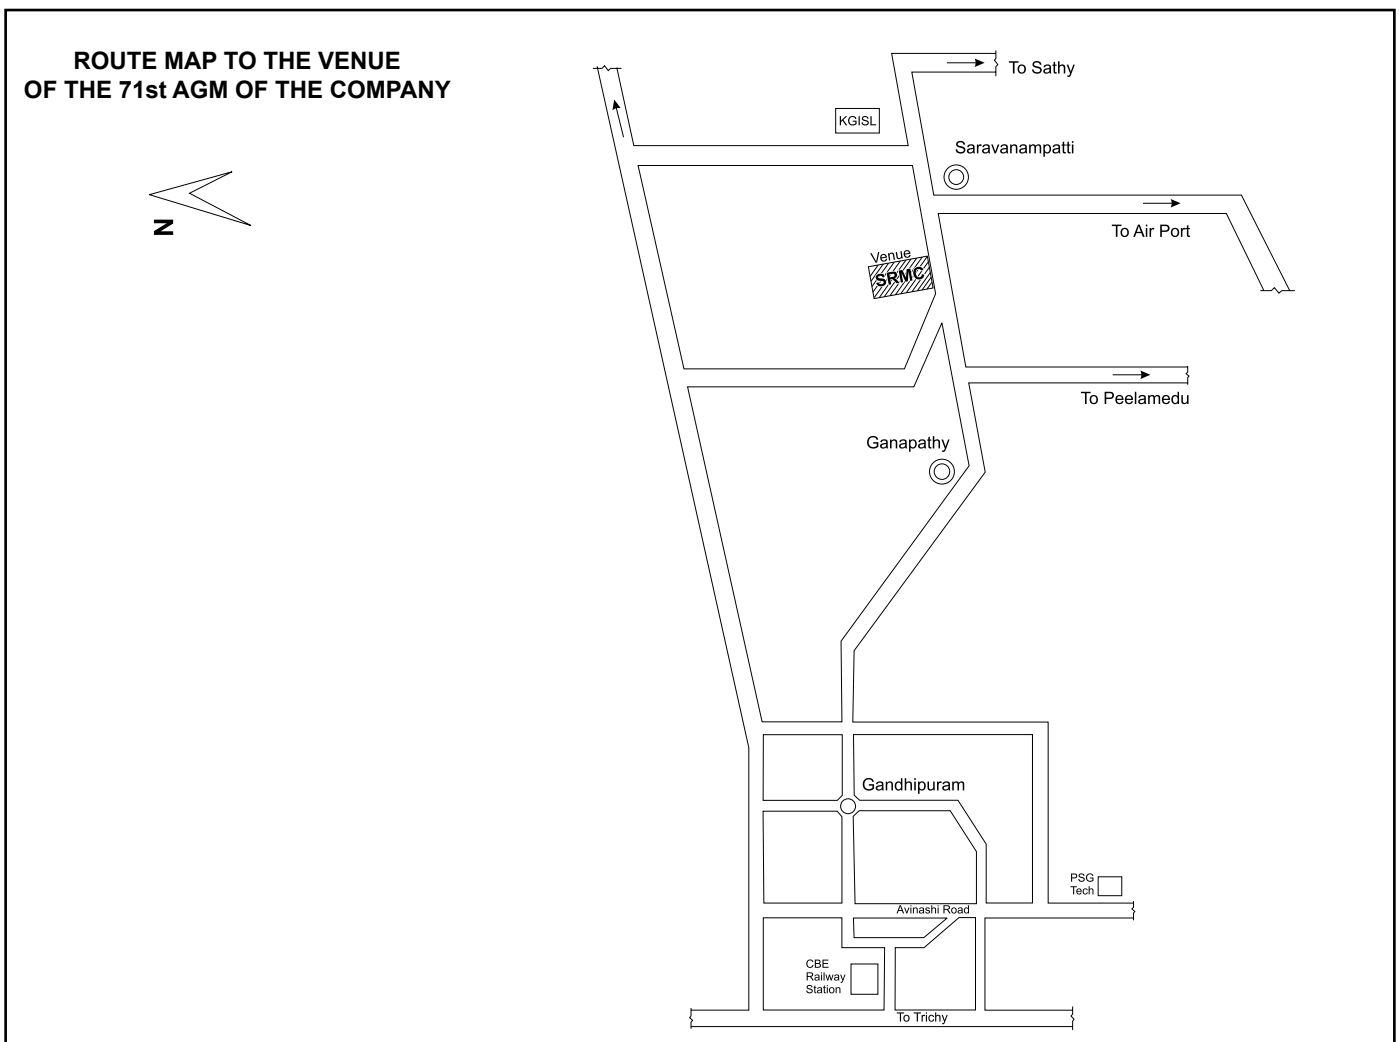 ROUTE MAP TO THE VENUE
OF THE 71st AGM OF THE COMPANY
N
To Sathy
KGISL
Saravanampatti
To Air Port
Venue
SRMC
To Peelamedu
Ganapathy
Gandhipuram
PSG
Tech
Avinashi Road
CBE
Railway
Station
To Trichy